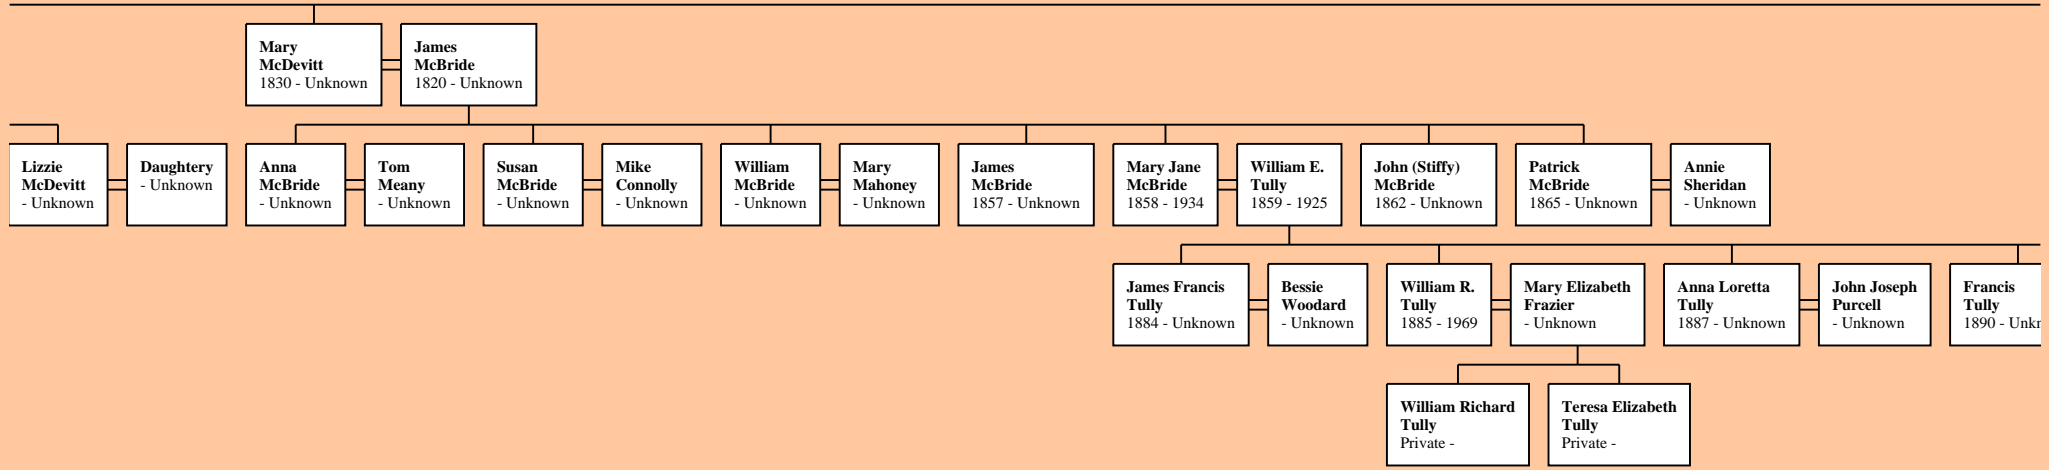 Mary
McDevitt
1830 - Unknown
James
McBride
1820 - Unknown
Lizzie
McDevitt
- Unknown
Daughtery
- Unknown
Anna
McBride
- Unknown
Tom
Meany
- Unknown
Susan
McBride
- Unknown
Mike
Connolly
- Unknown
William
McBride
- Unknown
Mary
Mahoney
- Unknown
James
McBride
1857 - Unknown
Mary Jane
McBride
1858 - 1934
William E.
Tully
1859 - 1925
John (Stiffy)
McBride
1862 - Unknown
Patrick
McBride
1865 - Unknown
Annie
Sheridan
- Unknown
James Francis
Tully
1884 - Unknown
Bessie
Woodard
- Unknown
William R.
Tully
1885 - 1969
Mary Elizabeth
Frazier
- Unknown
Anna Loretta
Tully
1887 - Unknown
John Joseph
Purcell
- Unknown
Francis
Tully
1890 -
William Richard
Tully
Private -
Teresa Elizabeth
Tully
Private -